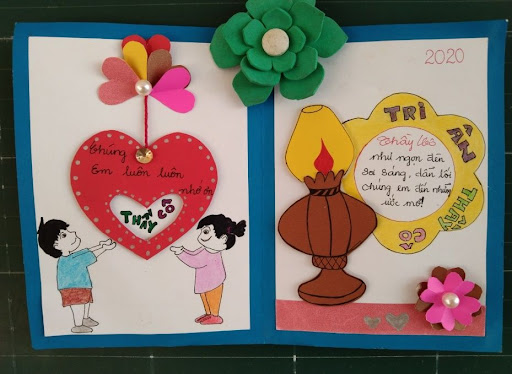 Chúng
Em luôn luôn
nhớ ơn
THẦY
CÔ
2020
TRI
ÂN
THẦY
CÔ
Thầy Cô
như ngọn đèn
soi sáng, dẫn lối
chúng em đến những
ước mơ!